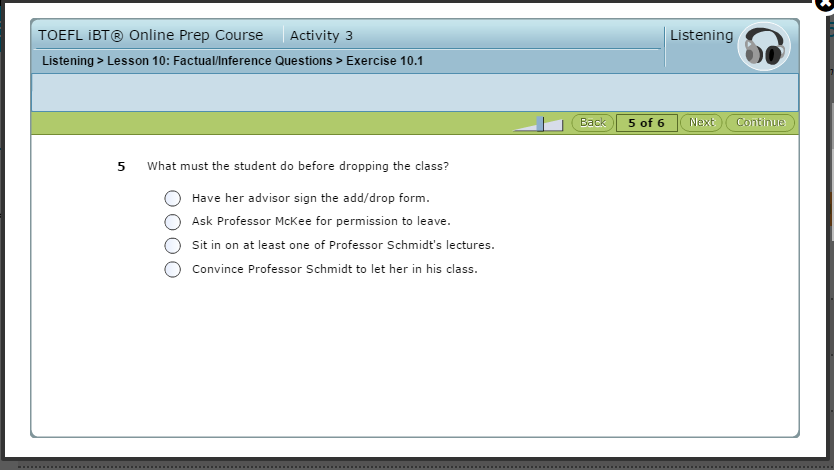 TOEFL iBT® Online Prep Course Activity 3 Listening
Listening > Lesson 10: Factual/Inference Questions > Exercise 10.1
Back 5 of 6 Next Continue
5 What must the student do before dropping the class?
Have her advisor sign the add/drop form.
Ask Professor McKee for permission to leave.
Sit in on at least one of Professor Schmidt's lectures.
Convince Professor Schmidt to let her in his class.